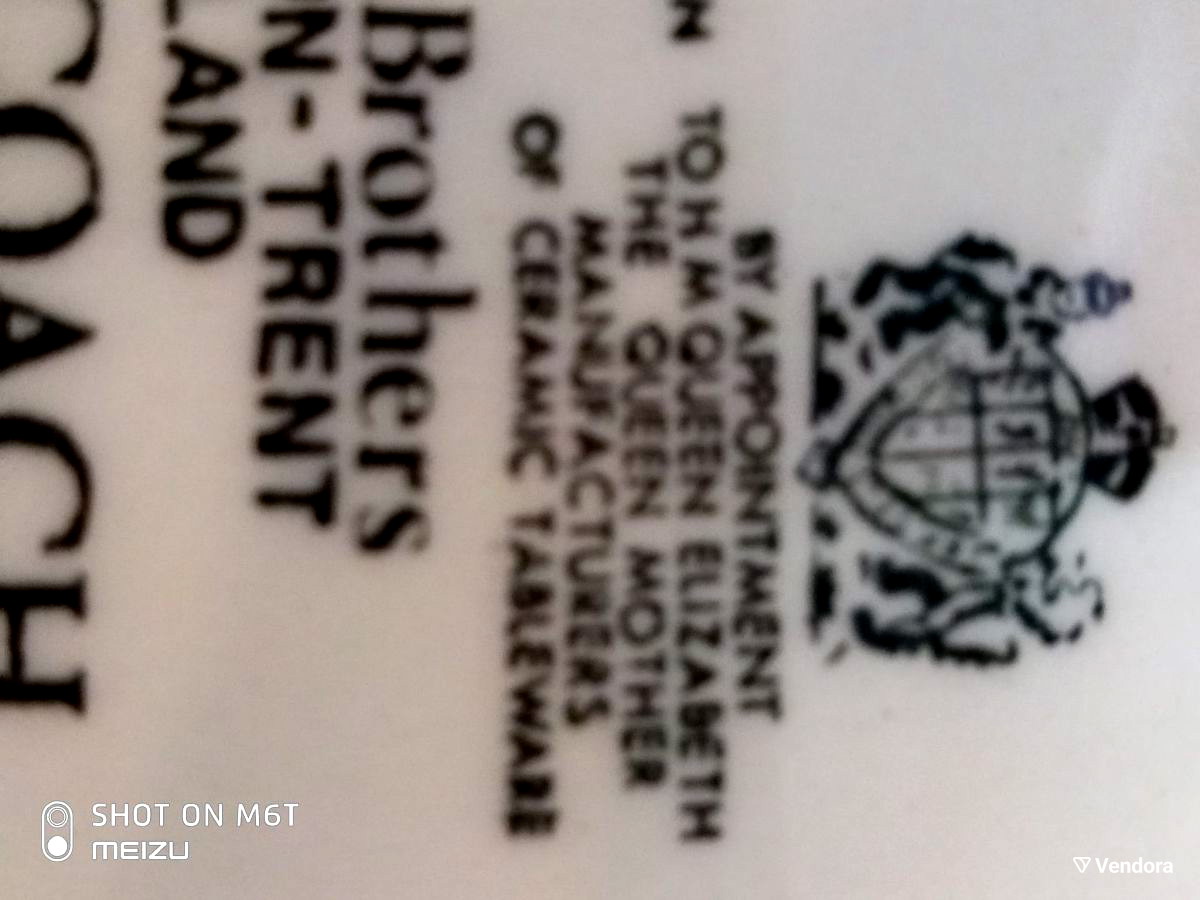 BY APPOINTMENT
TO H M QUEEN ELIZABETH
THE QUEEN MOTHER
MANUFACTURERS
OF CERAMIC TABLEWARE
N
Brothers
N-TRENT
LAND
COACH
SHOT ON M6T
MEIZU
Vendora